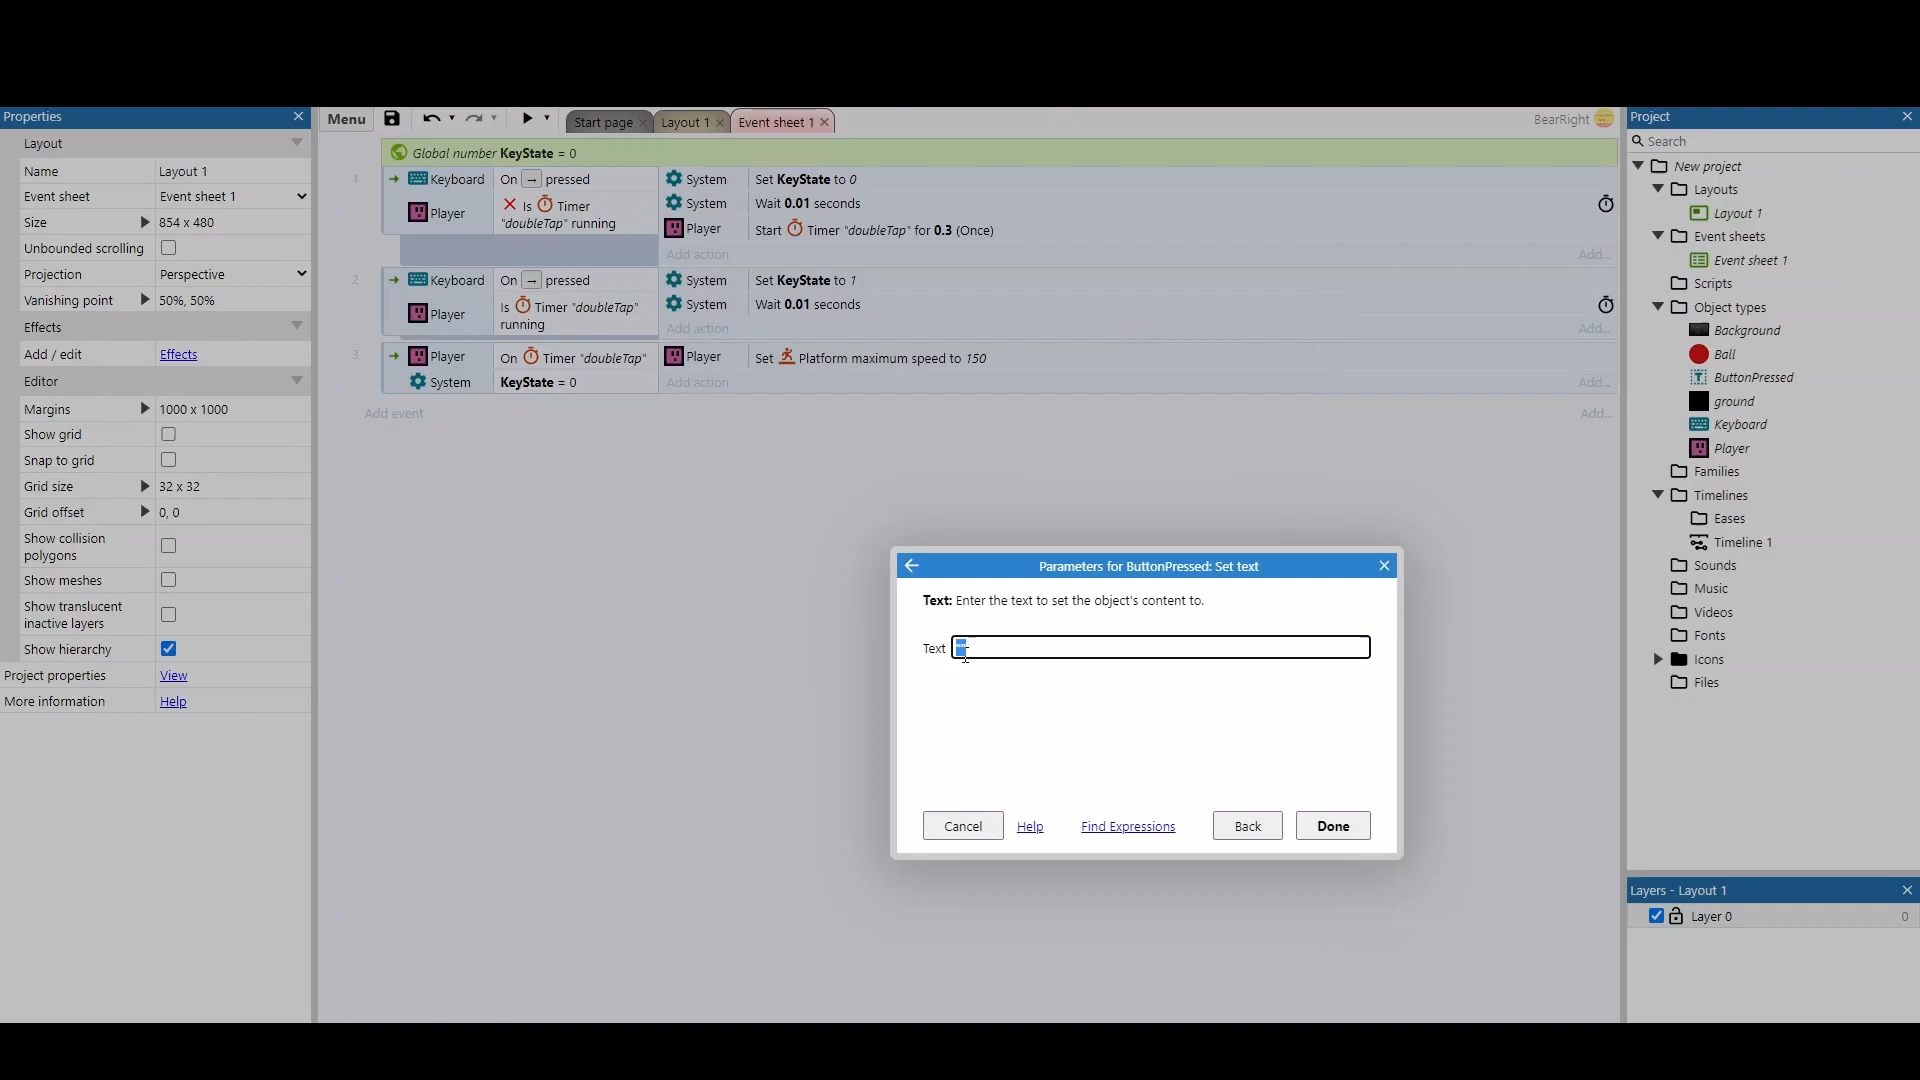 Properties
Layout
Name Layout 1
Event sheet Event sheet 1
Size 854 x 480
Unbounded scrolling
Projection Perspective
Vanishing point 50%, 50%
Effects
Add / edit Effects
Editor
Margins 1000 x 1000
Show grid
Snap to grid
Grid size 32 x 32
Grid offset 0, 0
Show collision
polygons
Show meshes
Show translucent
inactive layers
Show hierarchy
Project properties View
More information Help
Menu
Start page
Layout 1
Event sheet 1
BearRight
Global number KeyState = 0
1 Keyboard On → pressed
Player Is Timer
"doubleTap" running
System Set KeyState to 0
System Wait 0.01 seconds
Player Start Timer "doubleTap" for 0.3 (Once)
Add action Add...
2 Keyboard On → pressed
Player Is Timer "doubleTap"
running
System Set KeyState to 1
System Wait 0.01 seconds
Add action Add...
3 Player On Timer "doubleTap"
System KeyState = 0
Player Set Platform maximum speed to 150
Add action Add...
Add event Add...
Parameters for ButtonPressed: Set text
Text: Enter the text to set the object's content to.
Text ""
Cancel Help Find Expressions Back Done
Project
Search
New project
Layouts
Layout 1
Event sheets
Event sheet 1
Scripts
Object types
Background
Ball
ButtonPressed
ground
Keyboard
Player
Families
Timelines
Eases
Timeline 1
Sounds
Music
Videos
Fonts
Icons
Files
Layers - Layout 1
Layer 0 0